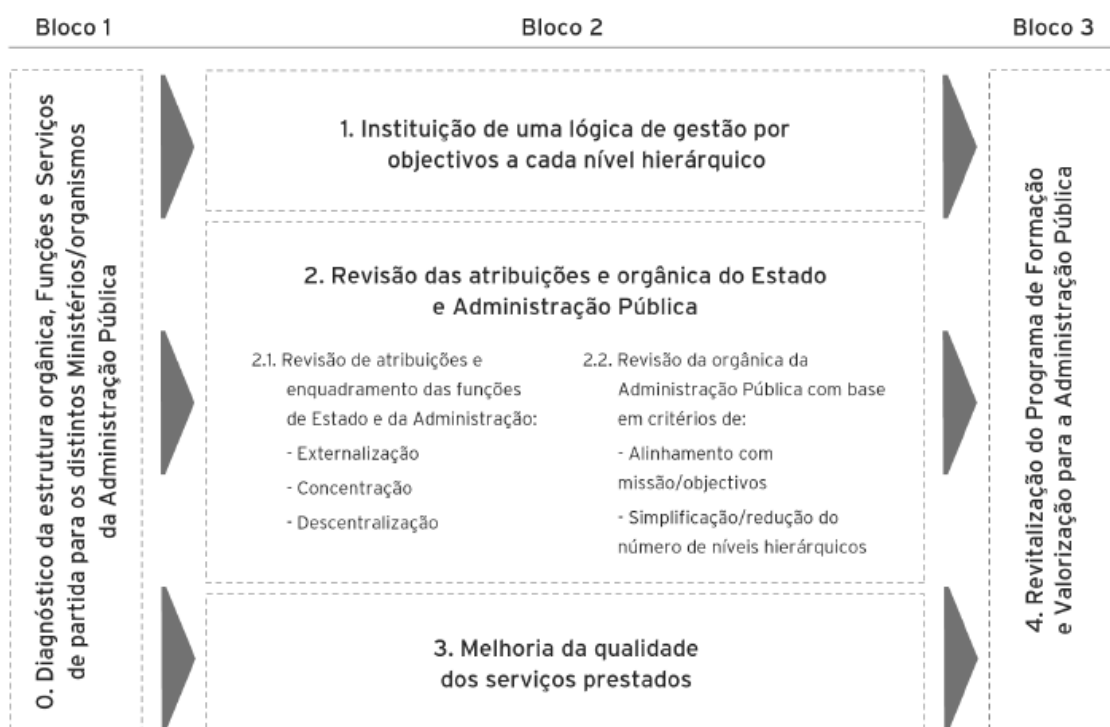 Bloco 1
Bloco 2
Bloco 3
0. Diagnóstico da estrutura orgânica, Funções e Serviços
de partida para os distintos Ministérios/organismos
da Administração Pública
1. Instituição de uma lógica de gestão por
objectivos a cada nível hierárquico
2. Revisão das atribuições e orgânica do Estado
e Administração Pública
2.1. Revisão de atribuições e
enquadramento das funções
de Estado e da Administração:
- Externalização
- Concentração
- Descentralização
2.2. Revisão da orgânica da
Administração Pública com base
em critérios de:
- Alinhamento com
missão/objectivos
- Simplificação/redução do
número de níveis hierárquicos
3. Melhoria da qualidade
dos serviços prestados
4. Revitalização do Programa de Formação
e Valorização para a Administração Pública